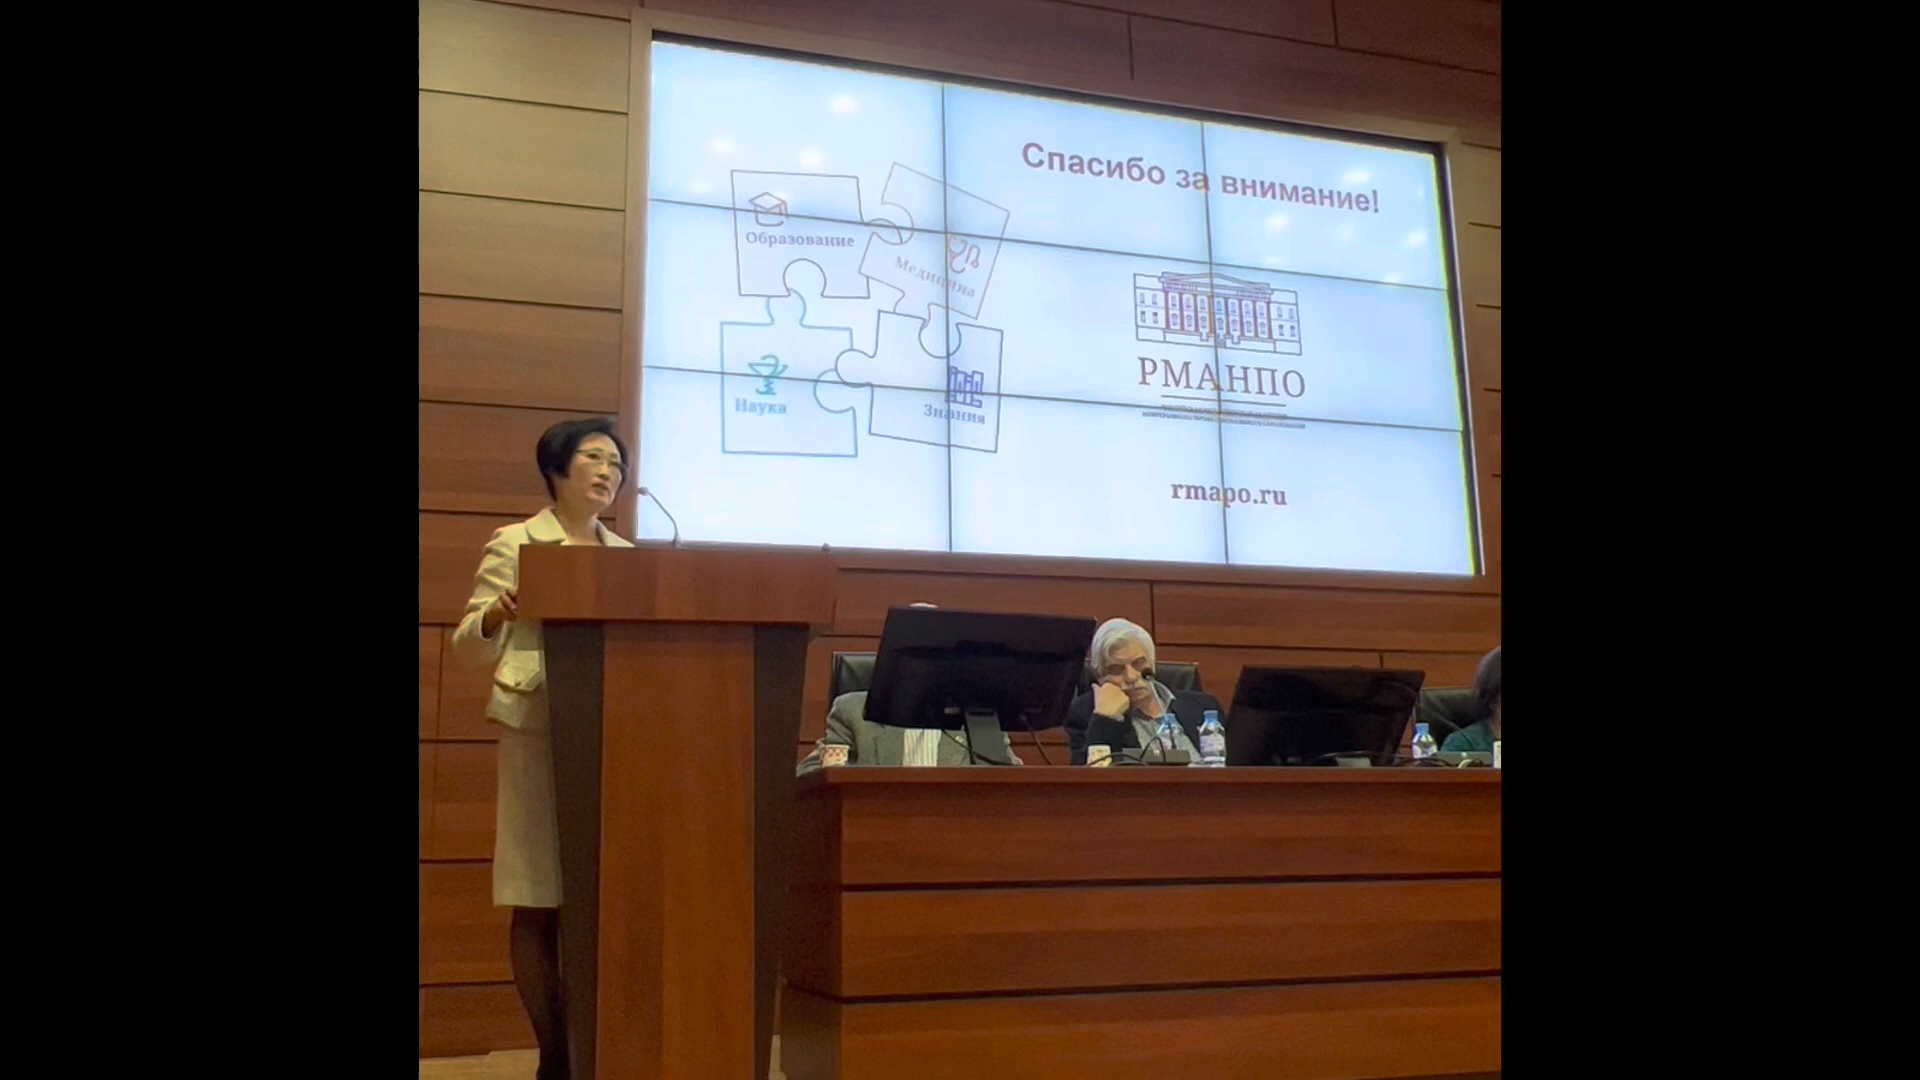 Спасибо за внимание!
Образование
Медицина
Наука
Знания
РМАНПО
rmapo.ru